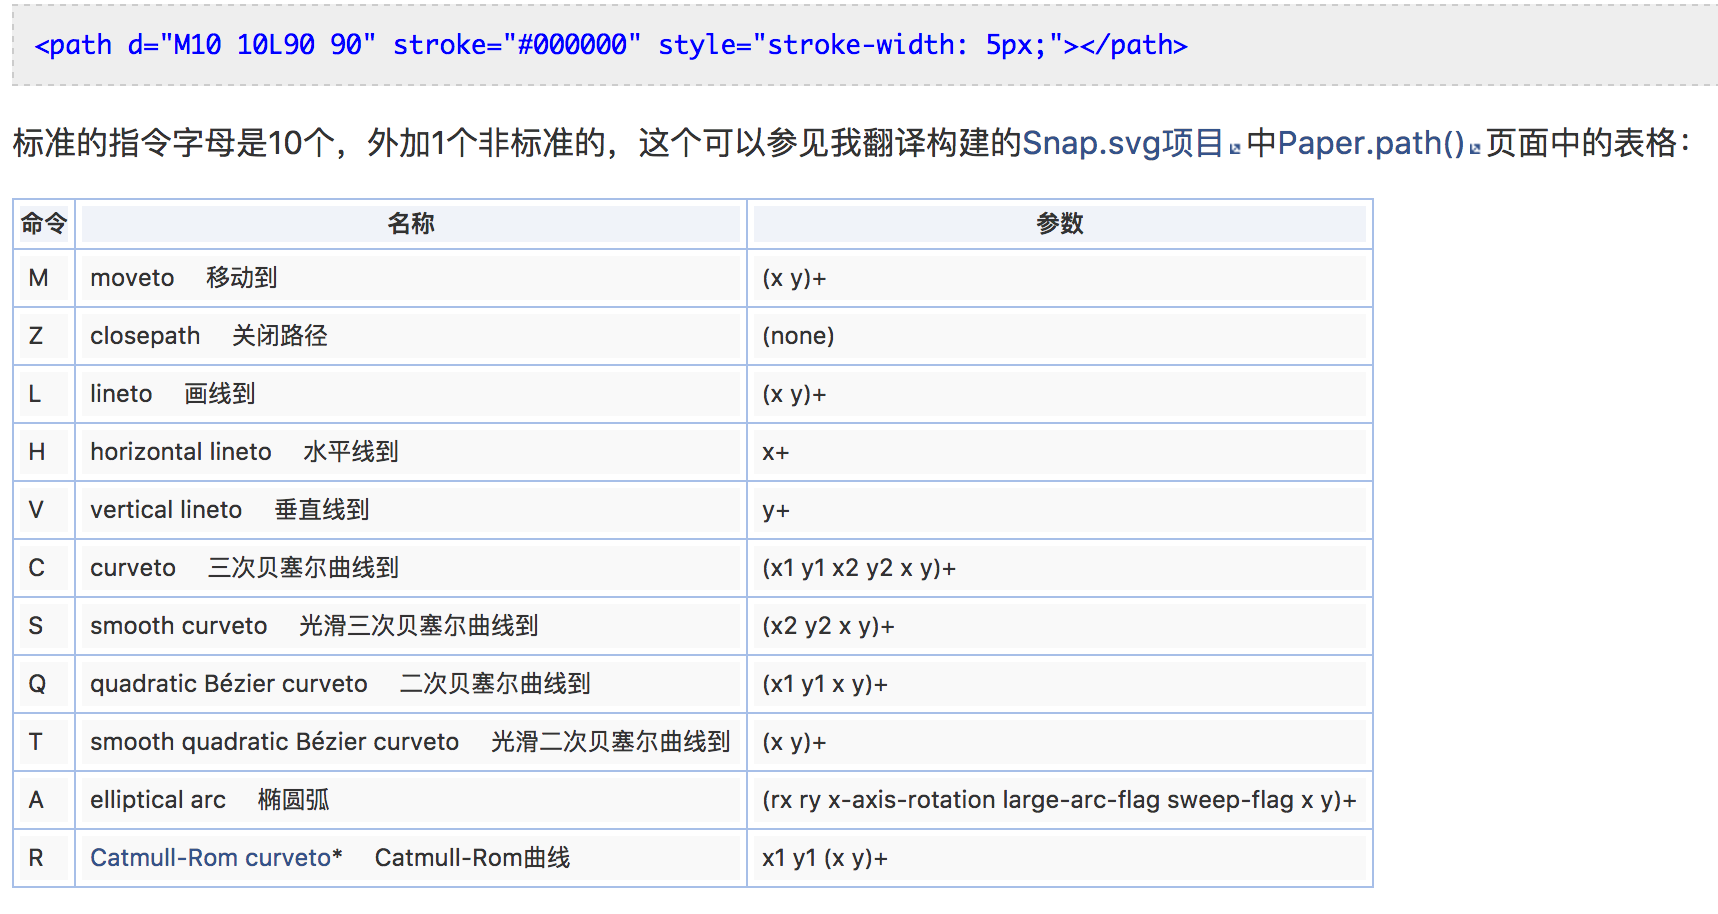 <path d="M10 10L90 90" stroke="#000000" style="stroke-width: 5px;"></path>
标准的指令字母是10个，外加1个非标准的，这个可以参见我翻译构建的Snap.svg项目中Paper.path()页面中的表格：
命令 名称 参数
M moveto 移动到 (x y)+
Z closepath 关闭路径 (none)
L lineto 画线到 (x y)+
H horizontal lineto 水平线到 x+
V vertical lineto 垂直线到 y+
C curveto 三次贝塞尔曲线到 (x1 y1 x2 y2 x y)+
S smooth curveto 光滑三次贝塞尔曲线到 (x2 y2 x y)+
Q quadratic Bézier curveto 二次贝塞尔曲线到 (x1 y1 x y)+
T smooth quadratic Bézier curveto 光滑二次贝塞尔曲线到 (x y)+
A elliptical arc 椭圆弧 (rx ry x-axis-rotation large-arc-flag sweep-flag x y)+
R Catmull-Rom curveto* Catmull-Rom曲线 x1 y1 (x y)+